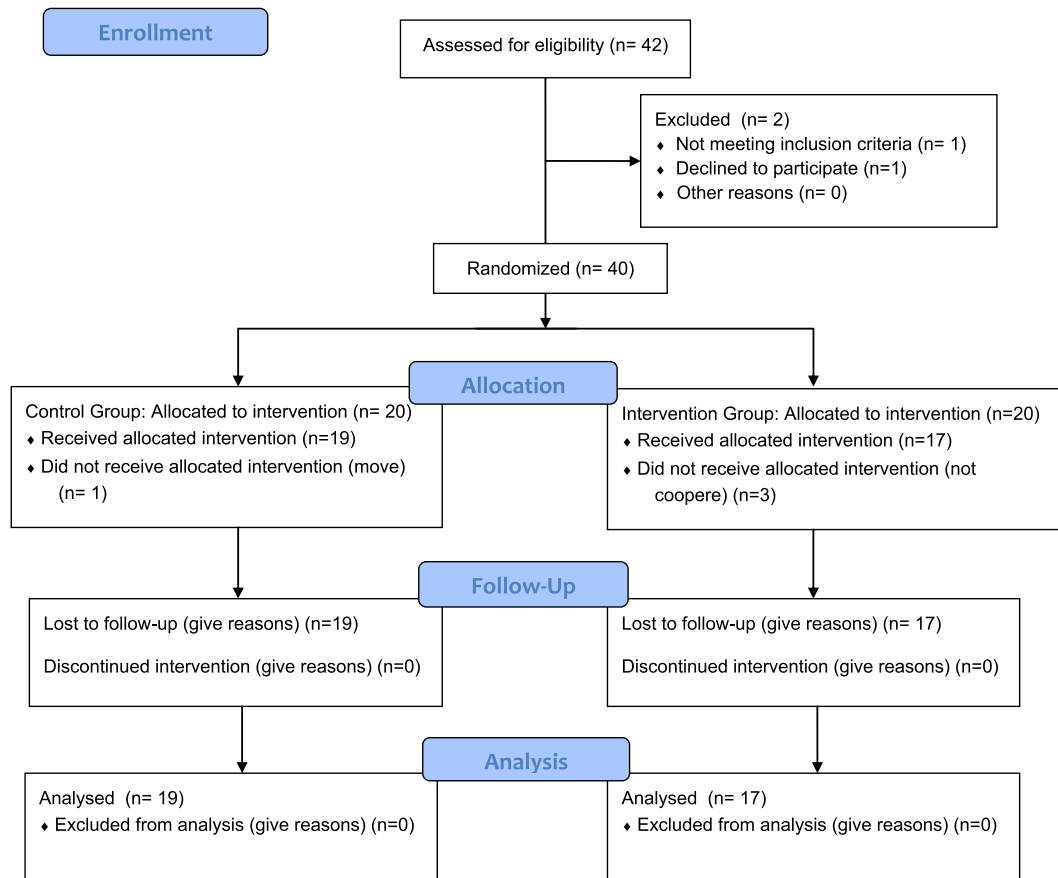 Enrollment
Assessed for eligibility (n= 42)
Excluded (n= 2)
♦ Not meeting inclusion criteria (n= 1)
♦ Declined to participate (n=1)
♦ Other reasons (n= 0)
Randomized (n= 40)
Allocation
Control Group: Allocated to intervention (n= 20)
♦ Received allocated intervention (n=19)
♦ Did not receive allocated intervention (move)
(n= 1)
Intervention Group: Allocated to intervention (n=20)
♦ Received allocated intervention (n=17)
♦ Did not receive allocated intervention (not
coopere) (n=3)
Follow-Up
Lost to follow-up (give reasons) (n=19)
Discontinued intervention (give reasons) (n=0)
Lost to follow-up (give reasons) (n= 17)
Discontinued intervention (give reasons) (n=0)
Analysis
Analysed (n= 19)
♦ Excluded from analysis (give reasons) (n=0)
Analysed (n= 17)
♦ Excluded from analysis (give reasons) (n=0)